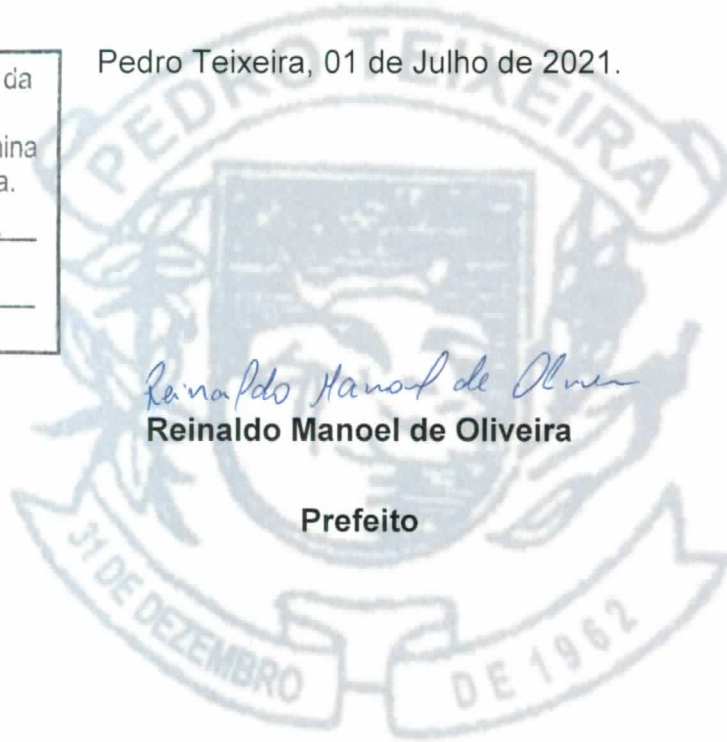 da
Pedro Teixeira, 01 de Julho de 2021.
PEDRO TEIXEIRA
Reinaldo Manoel de Oliveira
Reinaldo Manoel de Oliveira
Prefeito
31 DE DEZEMBRO DE 1962